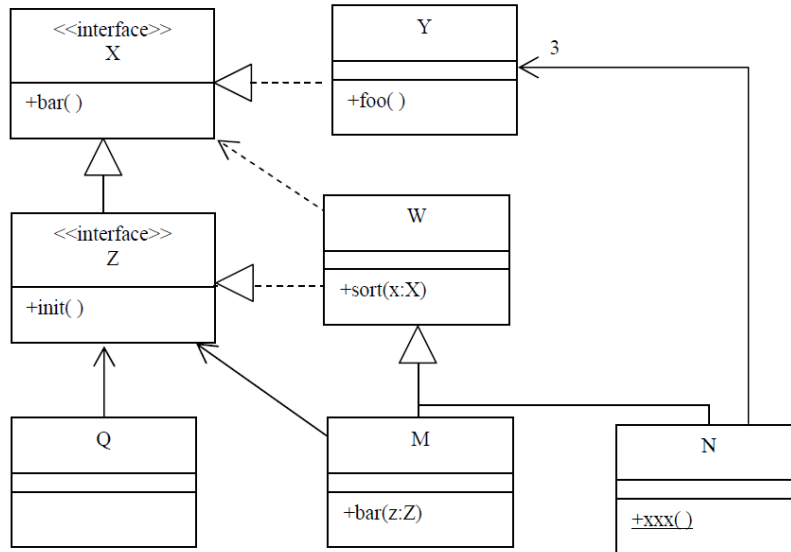 <<interface>>
X
+bar( )
Y
+foo( )
3
<<interface>>
Z
+init( )
W
+sort(x:X)
Q
M
+bar(z:Z)
N
+xxx( )